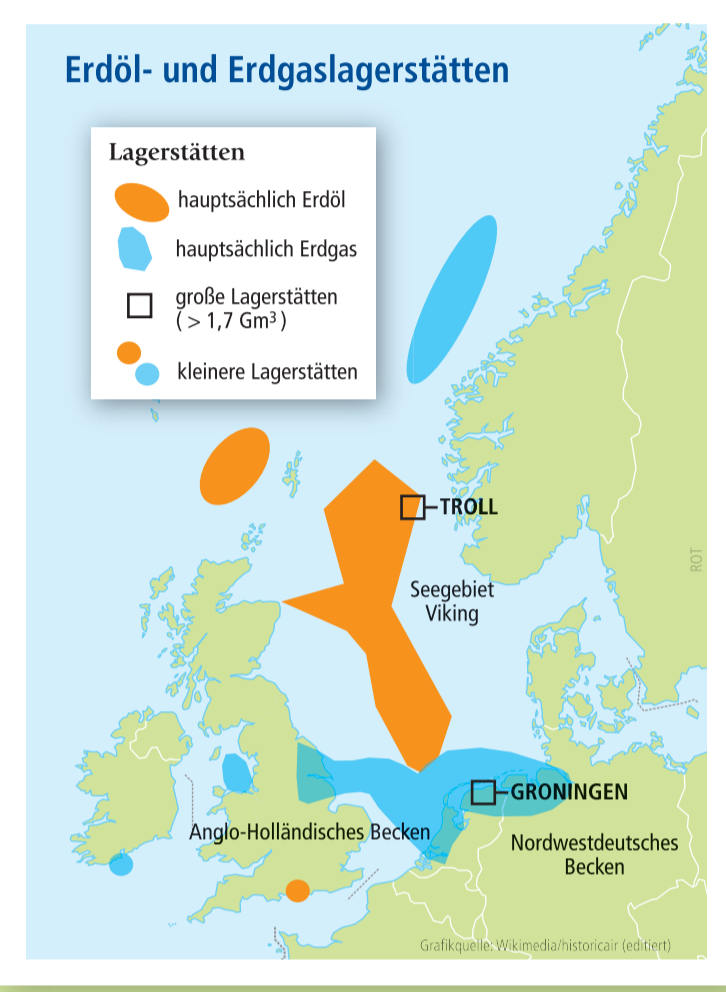 Erdöl- und Erdgaslagerstätten
Lagerstätten
hauptsächlich Erdöl
hauptsächlich Erdgas
große Lagerstätten
( > 1,7 Gm³ )
kleinere Lagerstätten
TROLL
ROT
Seegebiet
Viking
GRONINGEN
Anglo-Holländisches Becken
Nordwestdeutsches
Becken
Grafikquelle: Wikimedia/historicair (editiert)